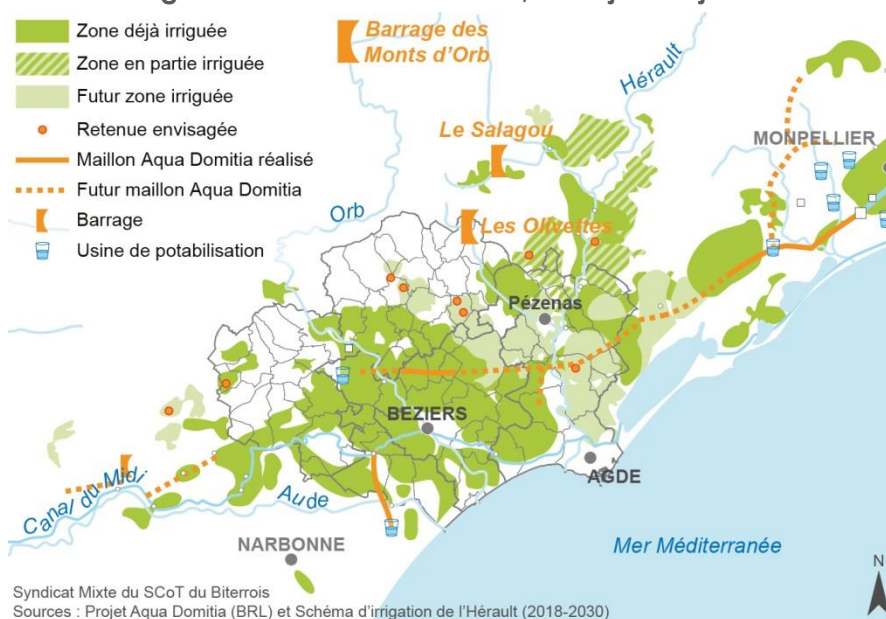 Zone déjà irriguée
Zone en partie irriguée
Futur zone irriguée
Retenue envisagée
Maillon Aqua Domitia réalisé
Futur maillon Aqua Domitia
Barrage
Usine de potabilisation
Barrage des
Monts d'Orb
Hérault
Le Salagou
MONPELLIER
Orb
Les Olivettes
Pézenas
BEZIERS
AGDE
Canal du Midi
Aude
NARBONNE
Mer Méditerranée
N
Syndicat Mixte du SCoT du Biterrois
Sources : Projet Aqua Domitia (BRL) et Schéma d'irrigation de l'Hérault (2018-2030)